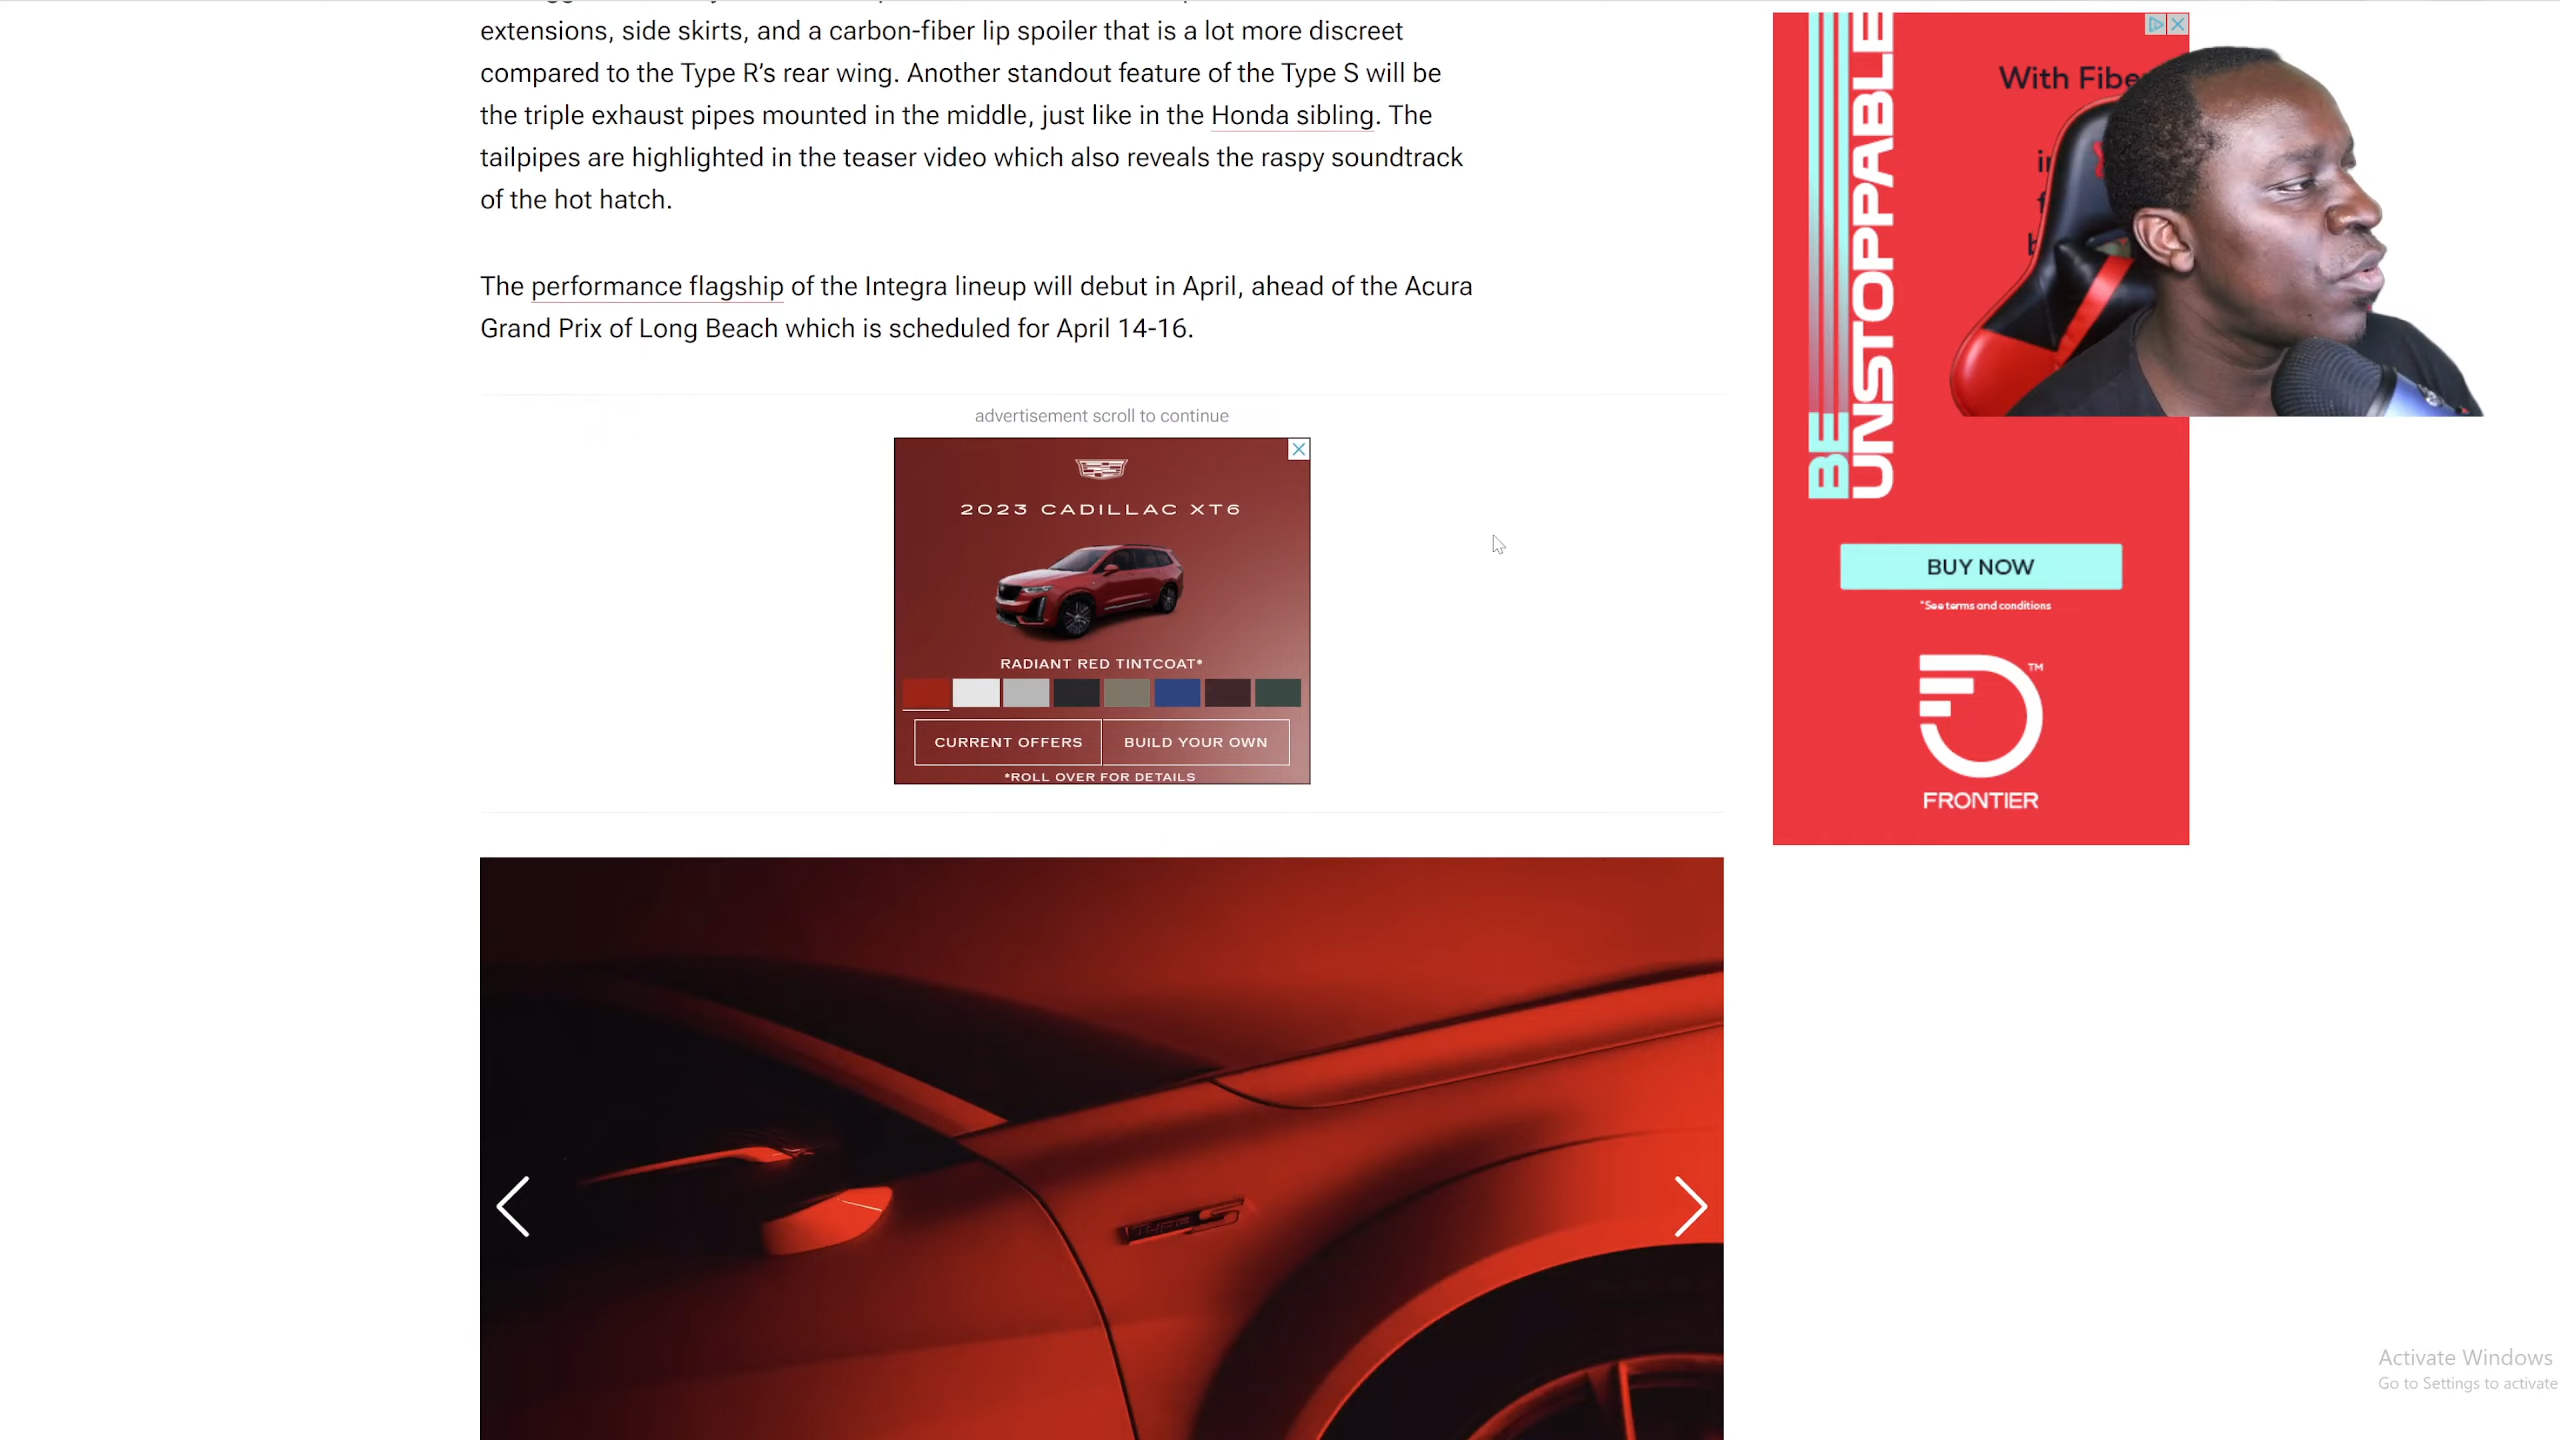 extensions, side skirts, and a carbon-fiber lip spoiler that is a lot more discreet
compared to the Type R’s rear wing. Another standout feature of the Type S will be
the triple exhaust pipes mounted in the middle, just like in the Honda sibling. The
tailpipes are highlighted in the teaser video which also reveals the raspy soundtrack
of the hot hatch.
The performance flagship of the Integra lineup will debut in April, ahead of the Acura
Grand Prix of Long Beach which is scheduled for April 14-16.
advertisement scroll to continue
2023 CADILLAC XT6
RADIANT RED TINTCOAT*
CURRENT OFFERS
BUILD YOUR OWN
*ROLL OVER FOR DETAILS
TYPE S
With
BE
UNSTOPPABLE
BUY NOW
*See terms and conditions
TM
FRONTIER
Activate Windows
Go to Settings to activate